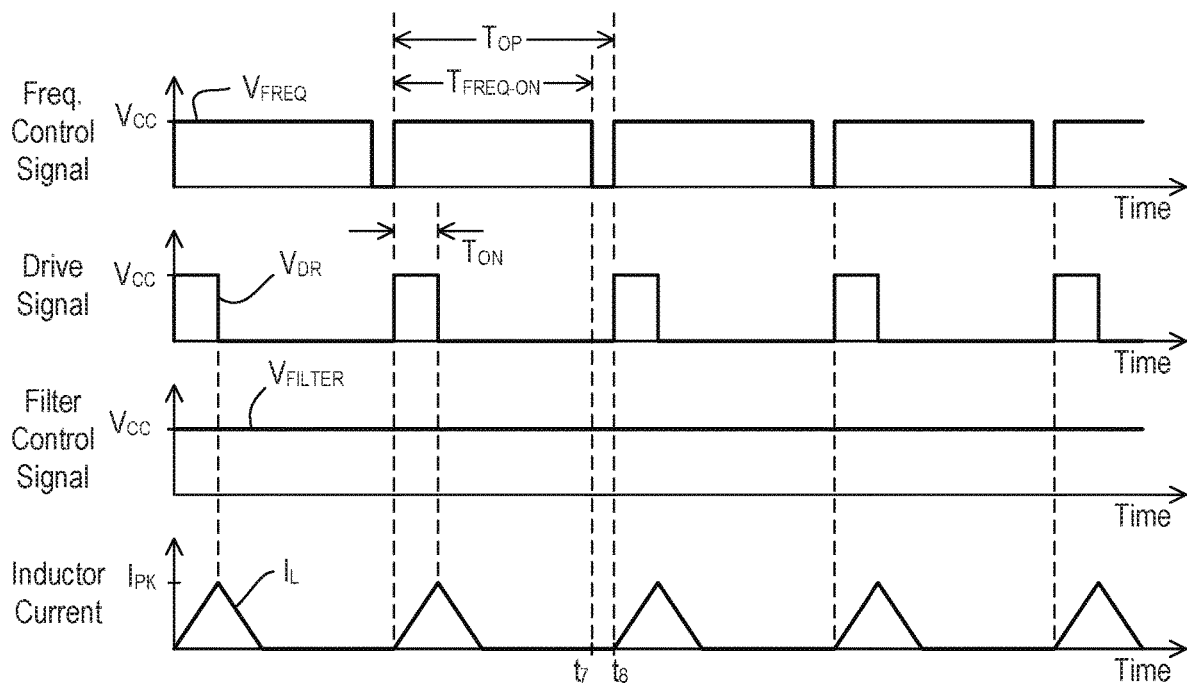 TOP
TFREQ-ON
Freq.
Control
Signal
VCC
VFREQ
Time
TON
Drive
Signal
VCC
VDR
Time
Filter
Control
Signal
VCC
VFILTER
Time
Inductor
Current
IPK
IL
t7
t8
Time